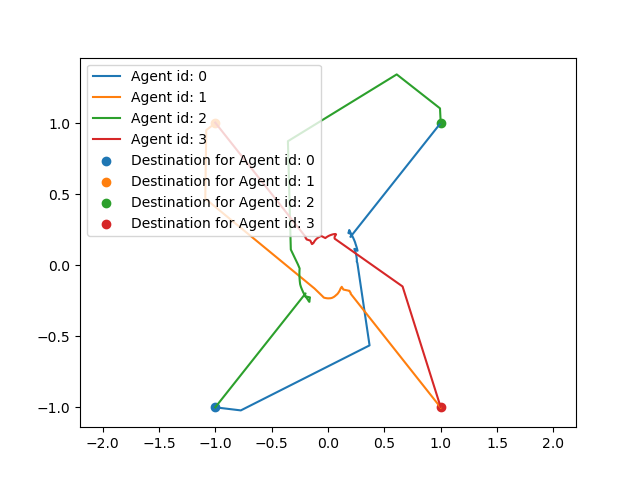 Agent id: 0
Agent id: 1
Agent id: 2
Agent id: 3
Destination for Agent id: 0
Destination for Agent id: 1
Destination for Agent id: 2
Destination for Agent id: 3
1.0
0.5
0.0
−0.5
−1.0
−2.0 −1.5 −1.0 −0.5 0.0 0.5 1.0 1.5 2.0